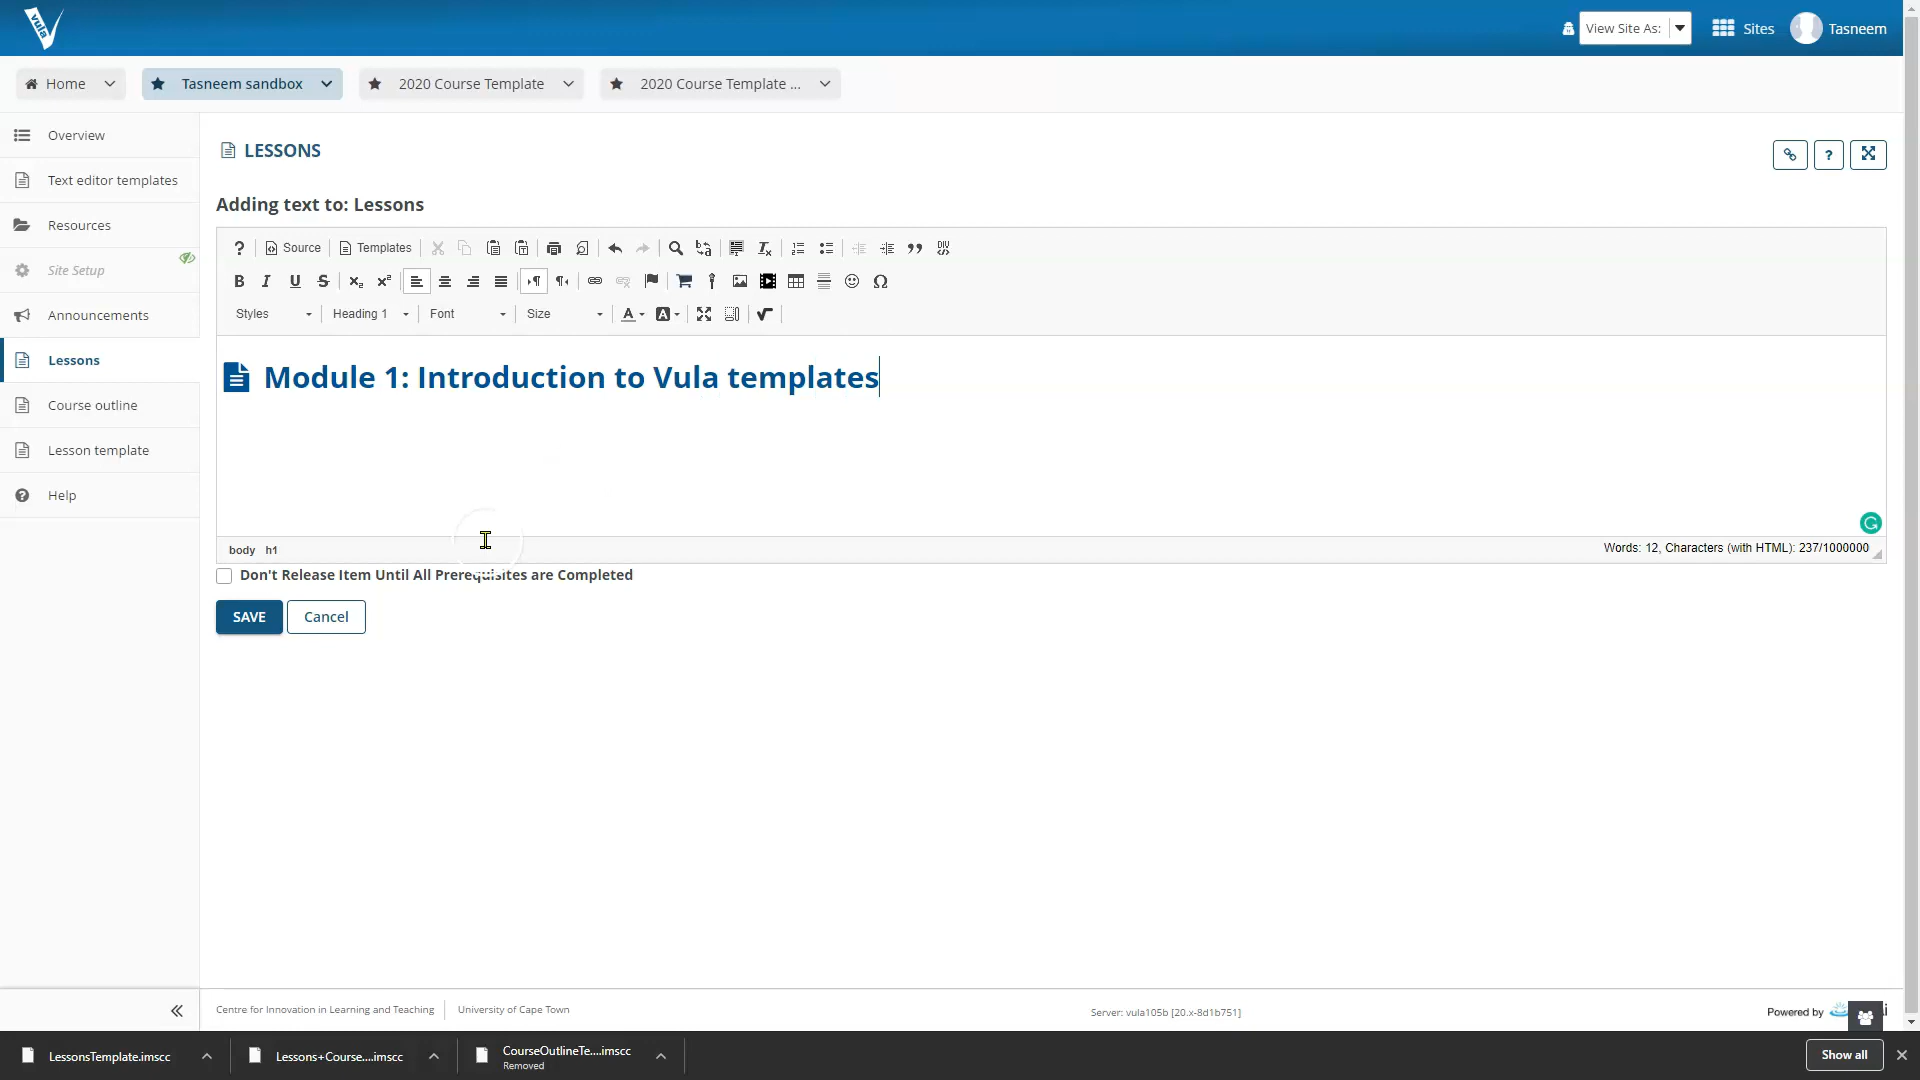 vula
View Site As:
Sites
Tasneem
Home
Tasneem sandbox
2020 Course Template
2020 Course Template ...
Overview
Text editor templates
Resources
Site Setup
Announcements
Lessons
Course outline
Lesson template
Help
LESSONS
?
Adding text to: Lessons
? Source Templates
B I U S
Styles Heading 1 Font Size A A
Module 1: Introduction to Vula templates
body h1
Words: 12, Characters (with HTML): 237/1000000
Don't Release Item Until All Prerequisites are Completed
SAVE Cancel
Centre for Innovation in Learning and Teaching
University of Cape Town
Server: vula105b [20.x-8d1b751]
Powered by
LessonsTemplate.imscc
Lessons+Course....imscc
CourseOutlineTe....imscc
Removed
Show all